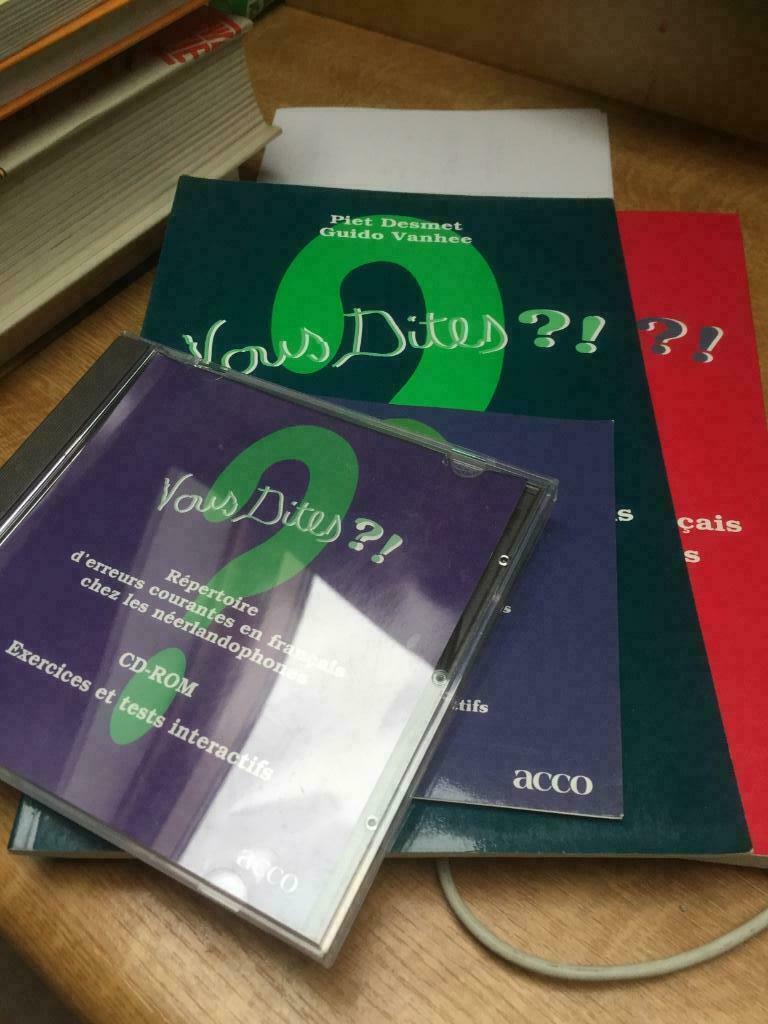 Piet Desmet
Guido Vanhee
Vous Dites ?!
?!
çais
s
acco
Vous Dites ?!
Répertoire
d'erreurs courantes en français
chez les néerlandophones
CD-ROM
Exercices et tests interactifs
acco